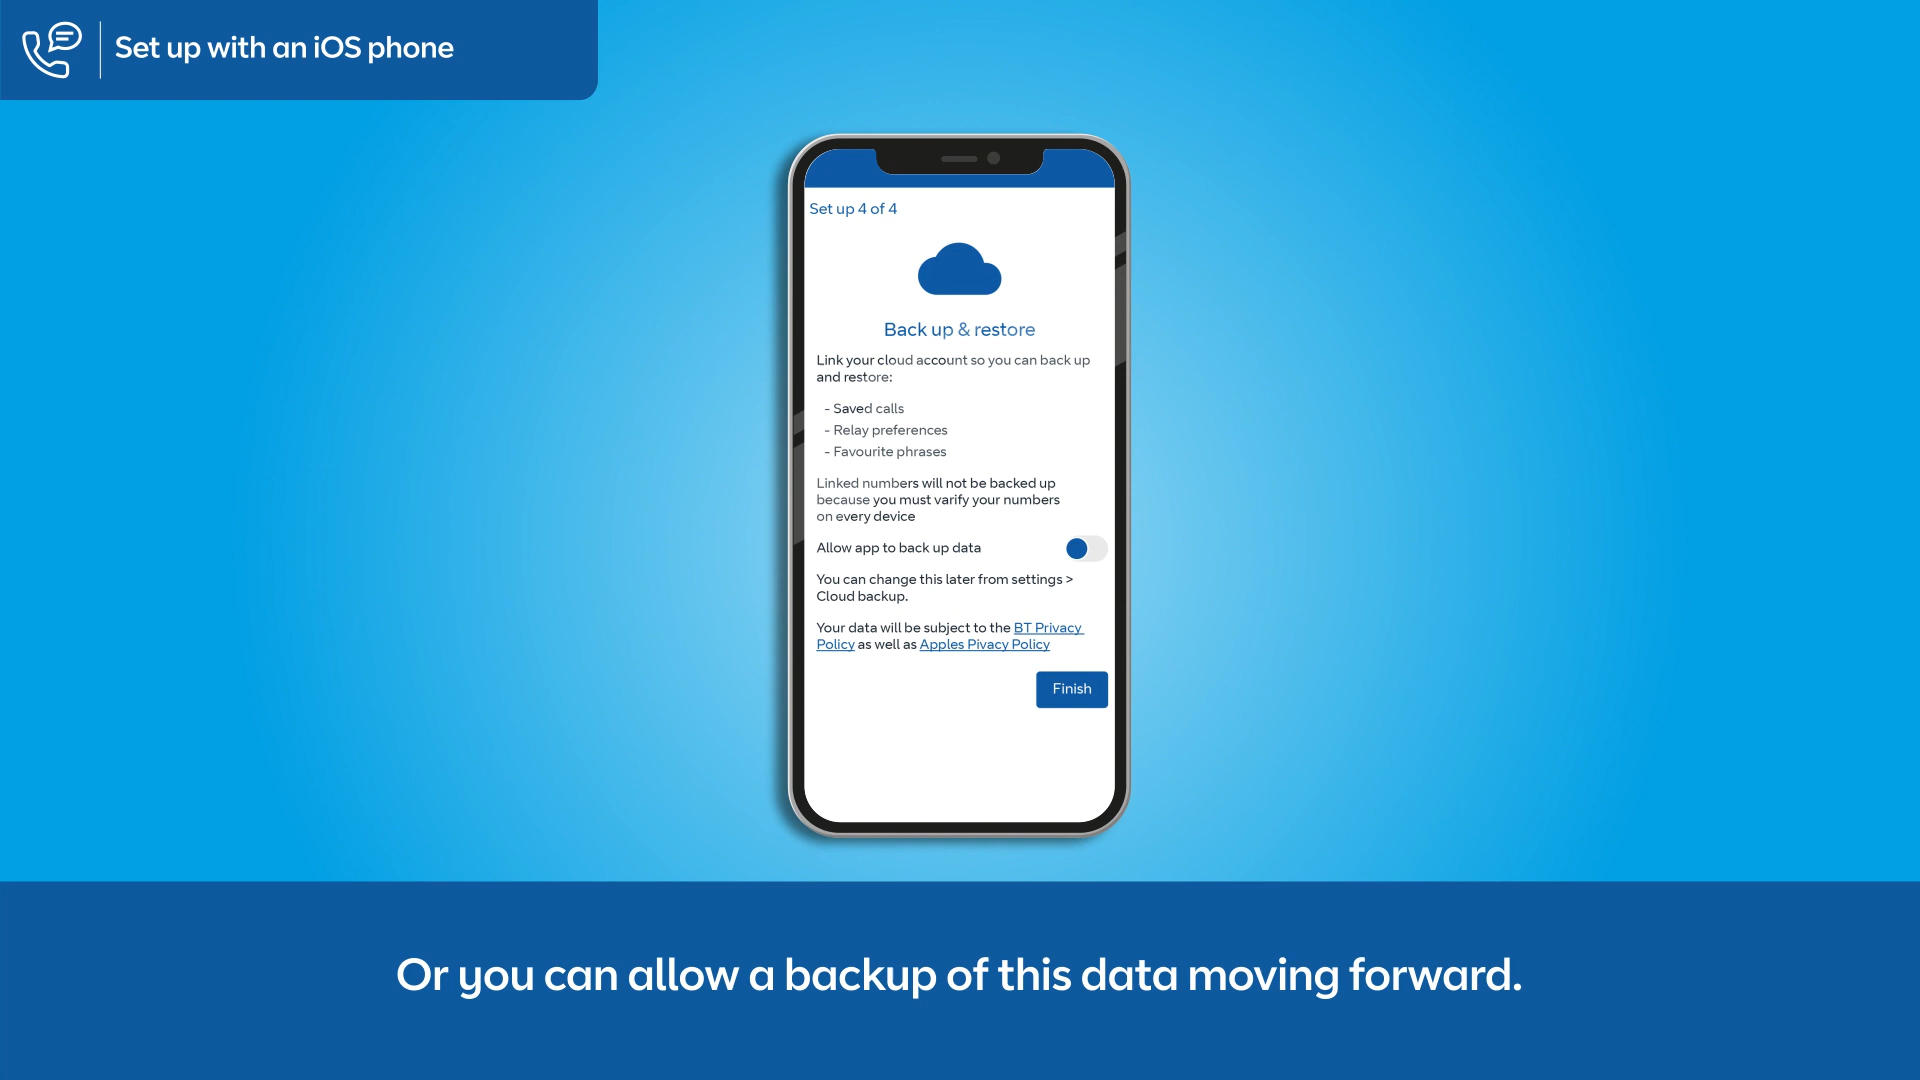 Set up with an iOS phone
Set up 4 of 4
Back up & restore
Link your cloud account so you can back up
and restore:
- Saved calls
- Relay preferences
- Favourite phrases
Linked numbers will not be backed up
because you must varify your numbers
on every device
Allow app to back up data
You can change this later from settings >
Cloud backup.
Your data will be subject to the BT Privacy
Policy as well as Apples Pivacy Policy
Finish
Or you can allow a backup of this data moving forward.